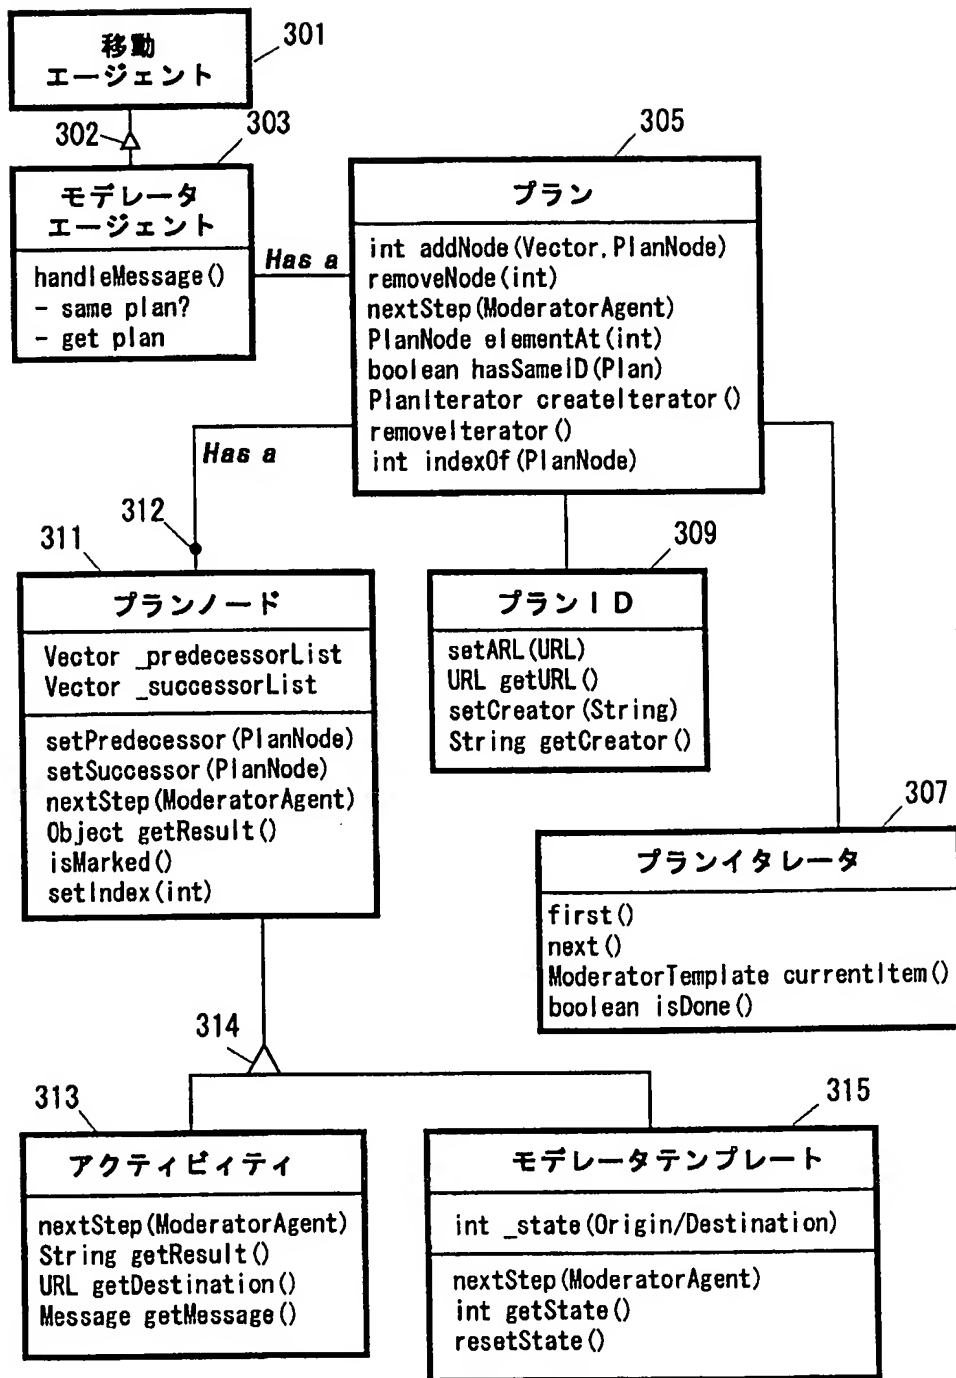 移動
エージェント
301
302
303
モデレータ
エージェント
handleMessage()
- same plan?
- get plan
Has a
305
プラン
int addNode(Vector, PlanNode)
removeNode(int)
nextStep(ModeratorAgent)
PlanNode elementAt(int)
boolean hasSameID(Plan)
PlanIterator createIterator()
removeIterator()
int indexOf(PlanNode)
Has a
312
311
プランノード
Vector _predecessorList
Vector _successorList
setPredecessor(PlanNode)
setSuccessor(PlanNode)
nextStep(ModeratorAgent)
Object getResult()
isMarked()
setIndex(int)
309
プランID
setARL(URL)
URL getURL()
setCreator(String)
String getCreator()
307
プランイタレータ
first()
next()
ModeratorTemplate currentItem()
boolean isDone()
314
313
アクティビィティ
nextStep(ModeratorAgent)
String getResult()
URL getDestination()
Message getMessage()
315
モデレータテンプレート
int _state(Origin/Destination)
nextStep(ModeratorAgent)
int getState()
resetState()